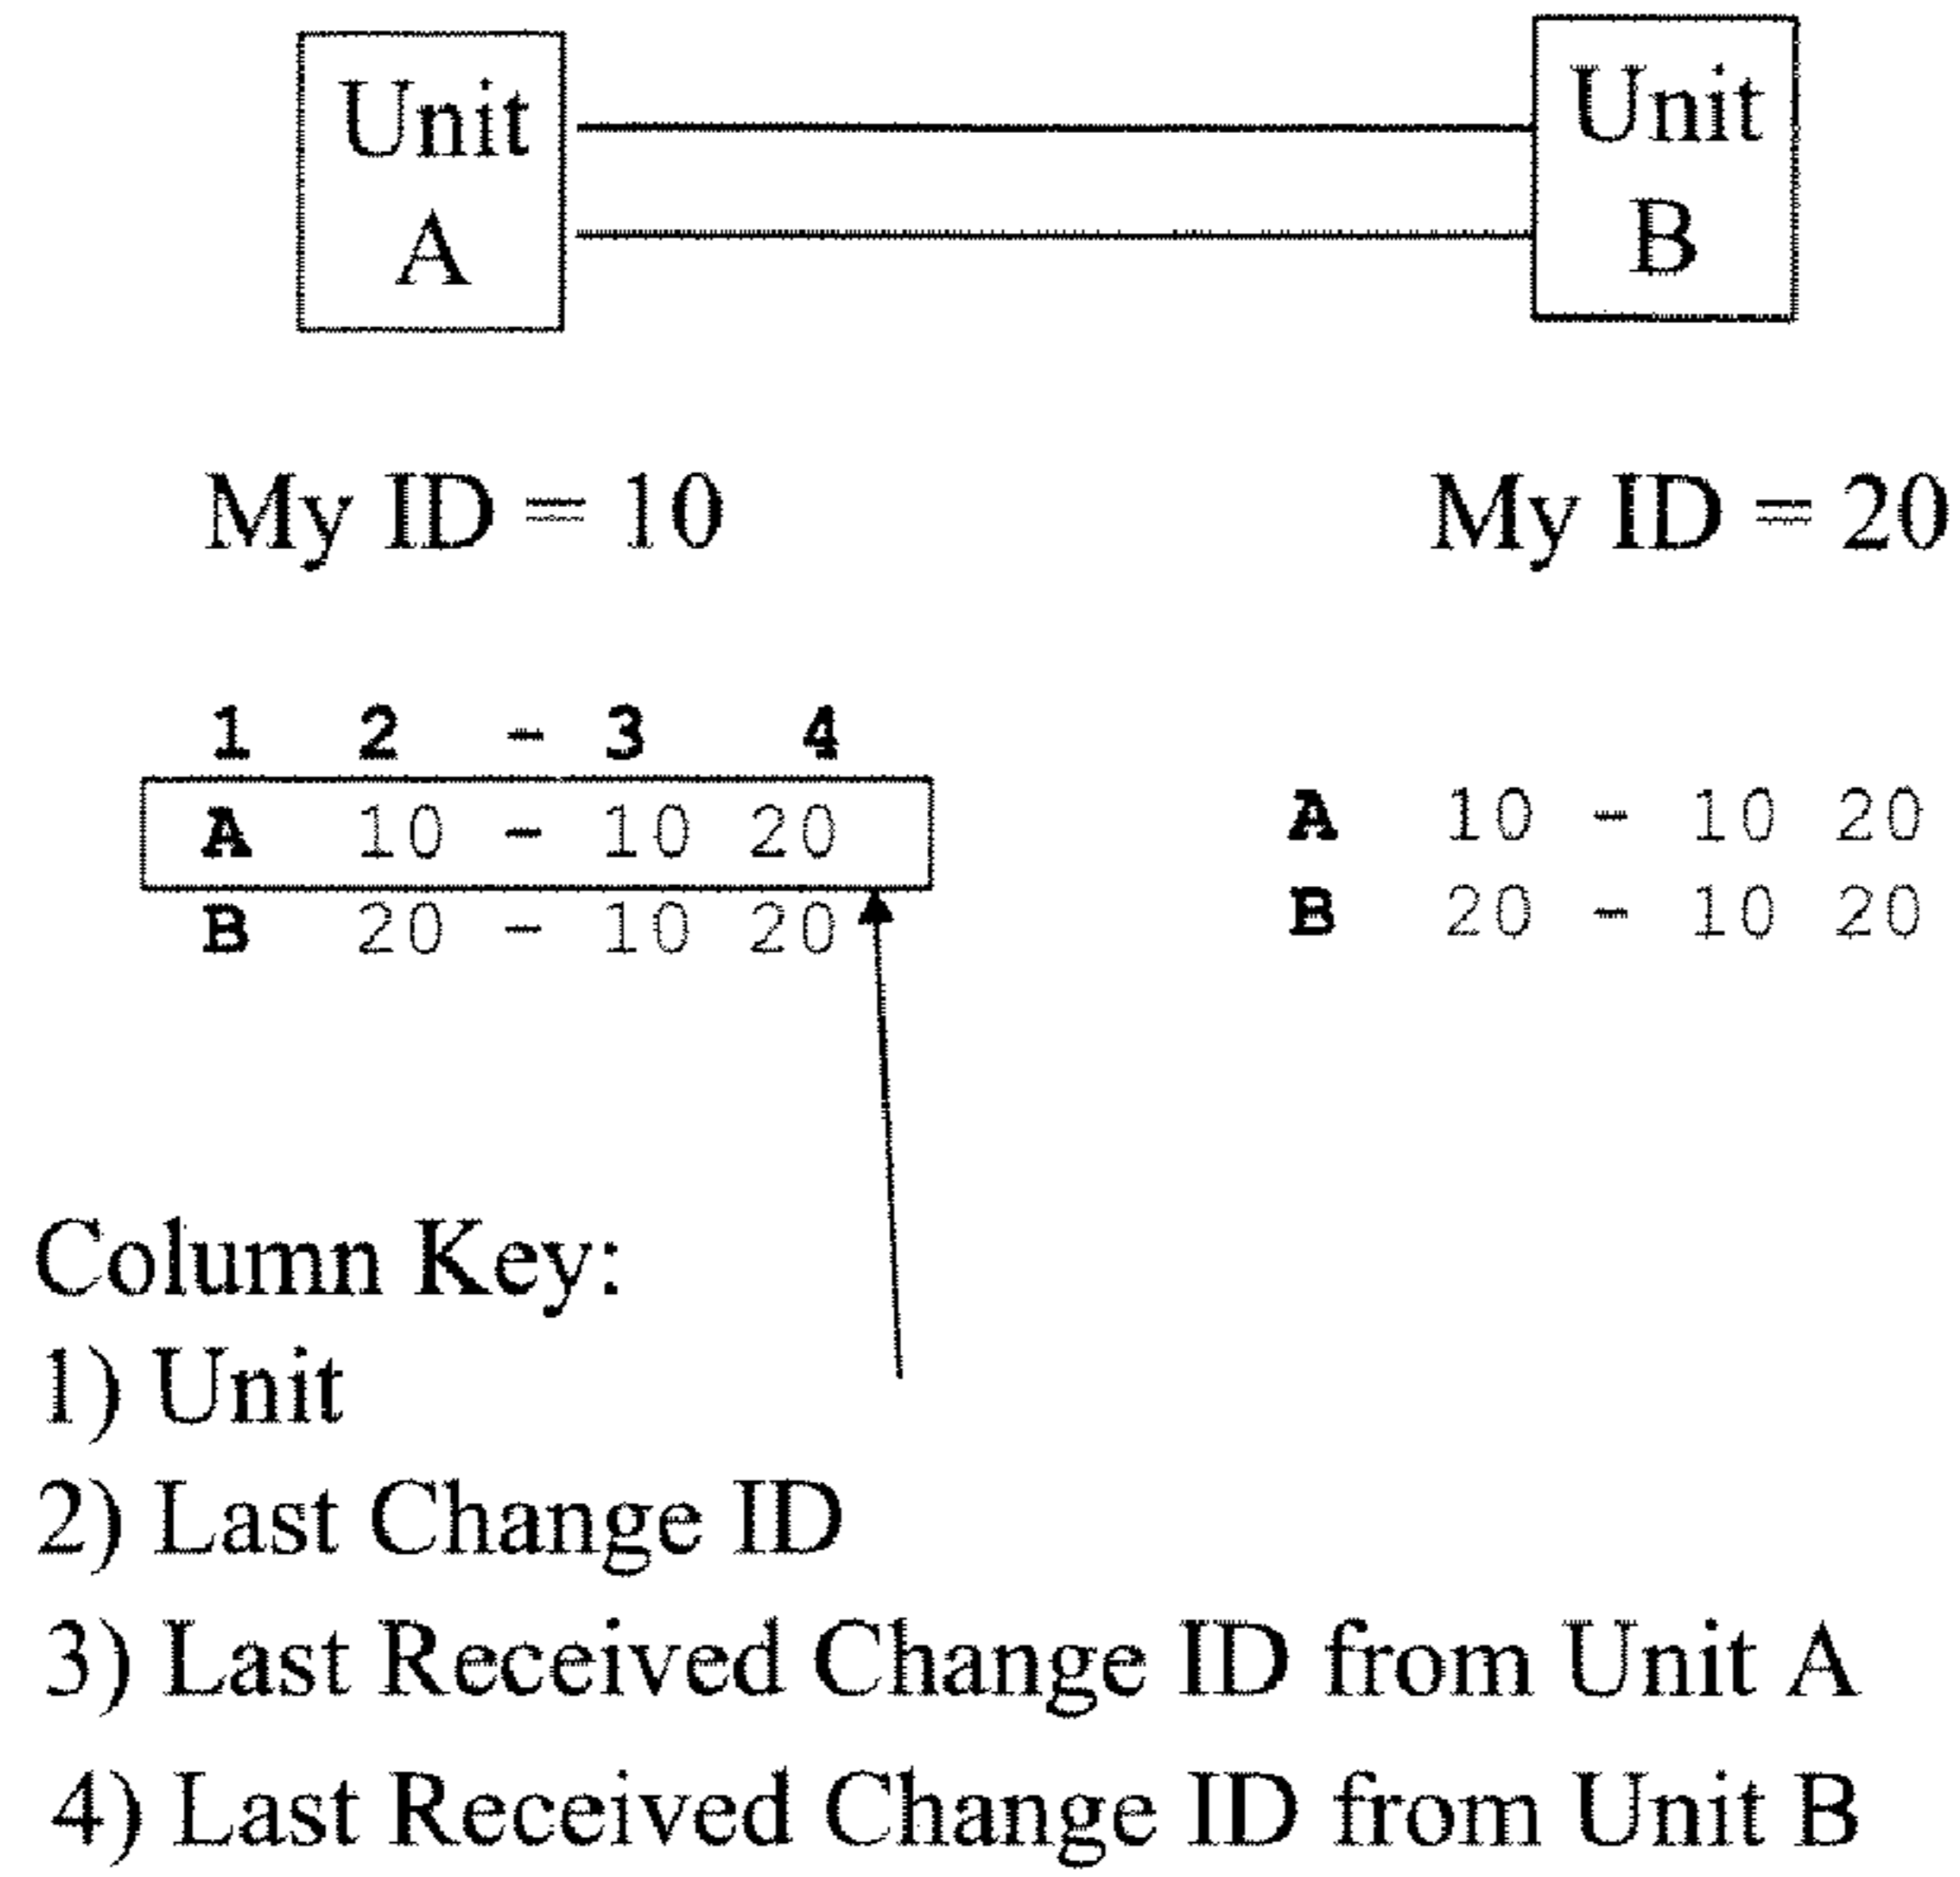 Unit A
Unit B
My ID = 10
My ID = 20
1 2 - 3 4
A 10 - 10 20
B 20 - 10 20
A 10 - 10 20
B 20 - 10 20
Column Key:
1) Unit
2) Last Change ID
3) Last Received Change ID from Unit A
4) Last Received Change ID from Unit B